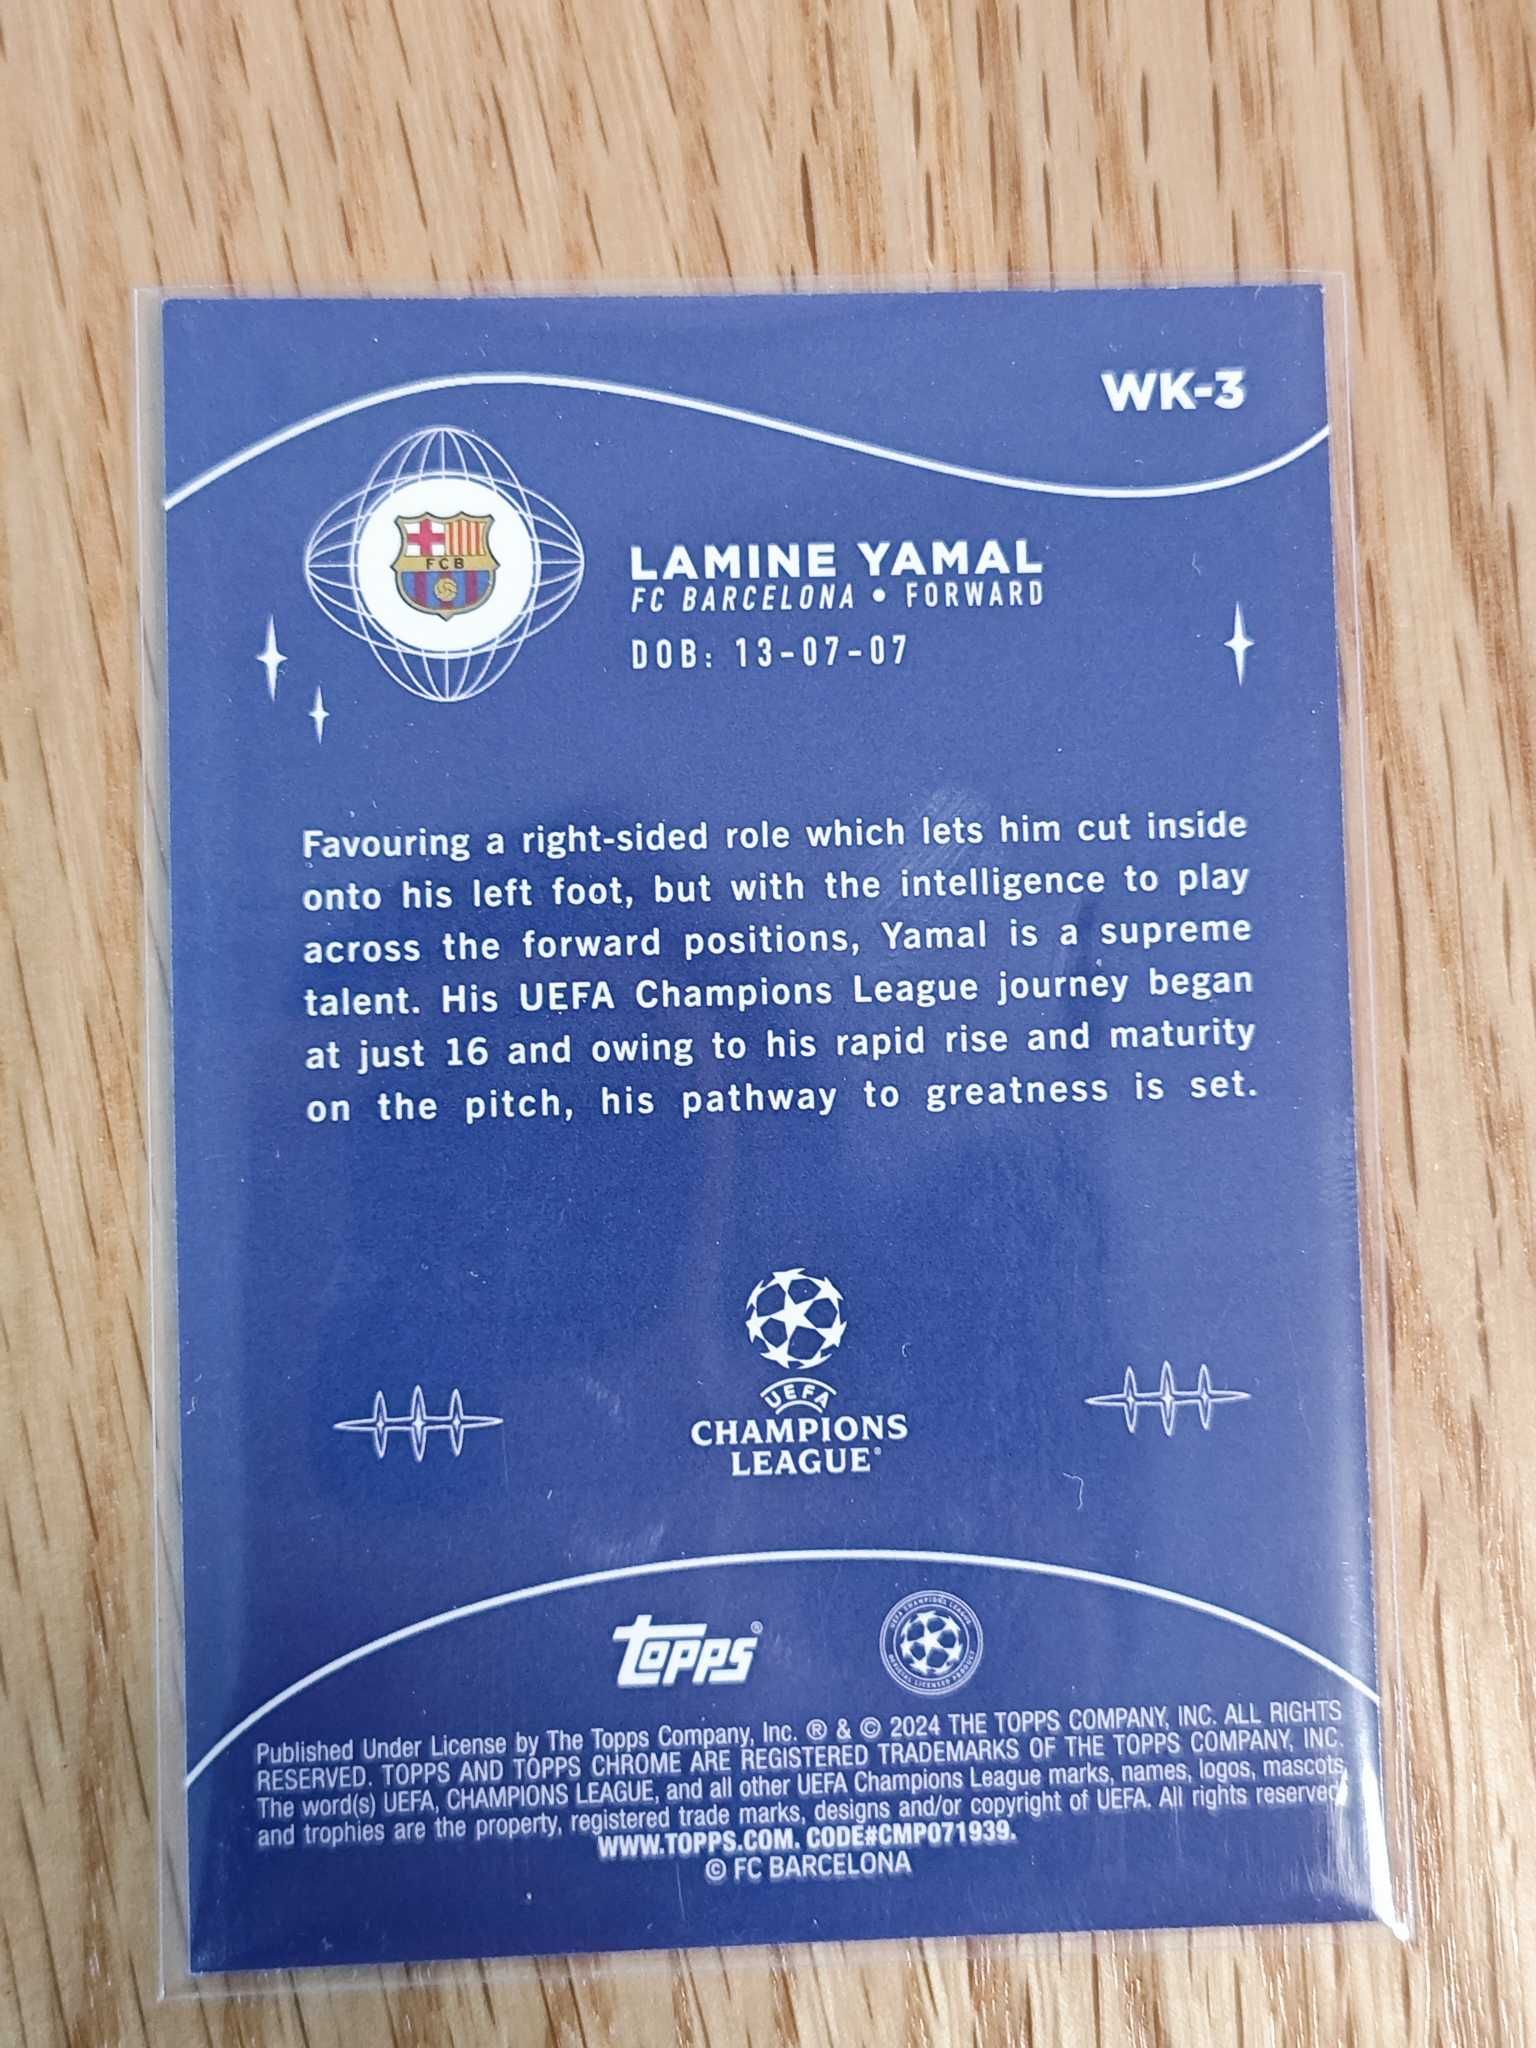 WK-3
FCB
LAMINE YAMAL
FC BARCELONA • FORWARD
DOB: 13-07-07
Favouring a right-sided role which lets him cut inside
onto his left foot, but with the intelligence to play
across the forward positions, Yamal is a supreme
talent. His UEFA Champions League journey began
at just 16 and owing to his rapid rise and maturity
on the pitch, his pathway to greatness is set.
UEFA
CHAMPIONS
LEAGUE®
topps®
UEFA CHAMPIONS LEAGUE
OFFICIAL LICENSED PRODUCT
Published Under License by The Topps Company, Inc. ® & © 2024 THE TOPPS COMPANY, INC. ALL RIGHTS
RESERVED. TOPPS AND TOPPS CHROME ARE REGISTERED TRADEMARKS OF THE TOPPS COMPANY, INC.
The word(s) UEFA, CHAMPIONS LEAGUE, and all other UEFA Champions League marks, names, logos, mascots
and trophies are the property, registered trade marks, designs and/or copyright of UEFA. All rights reserved.
WWW.TOPPS.COM. CODE#CMP071939.
© FC BARCELONA